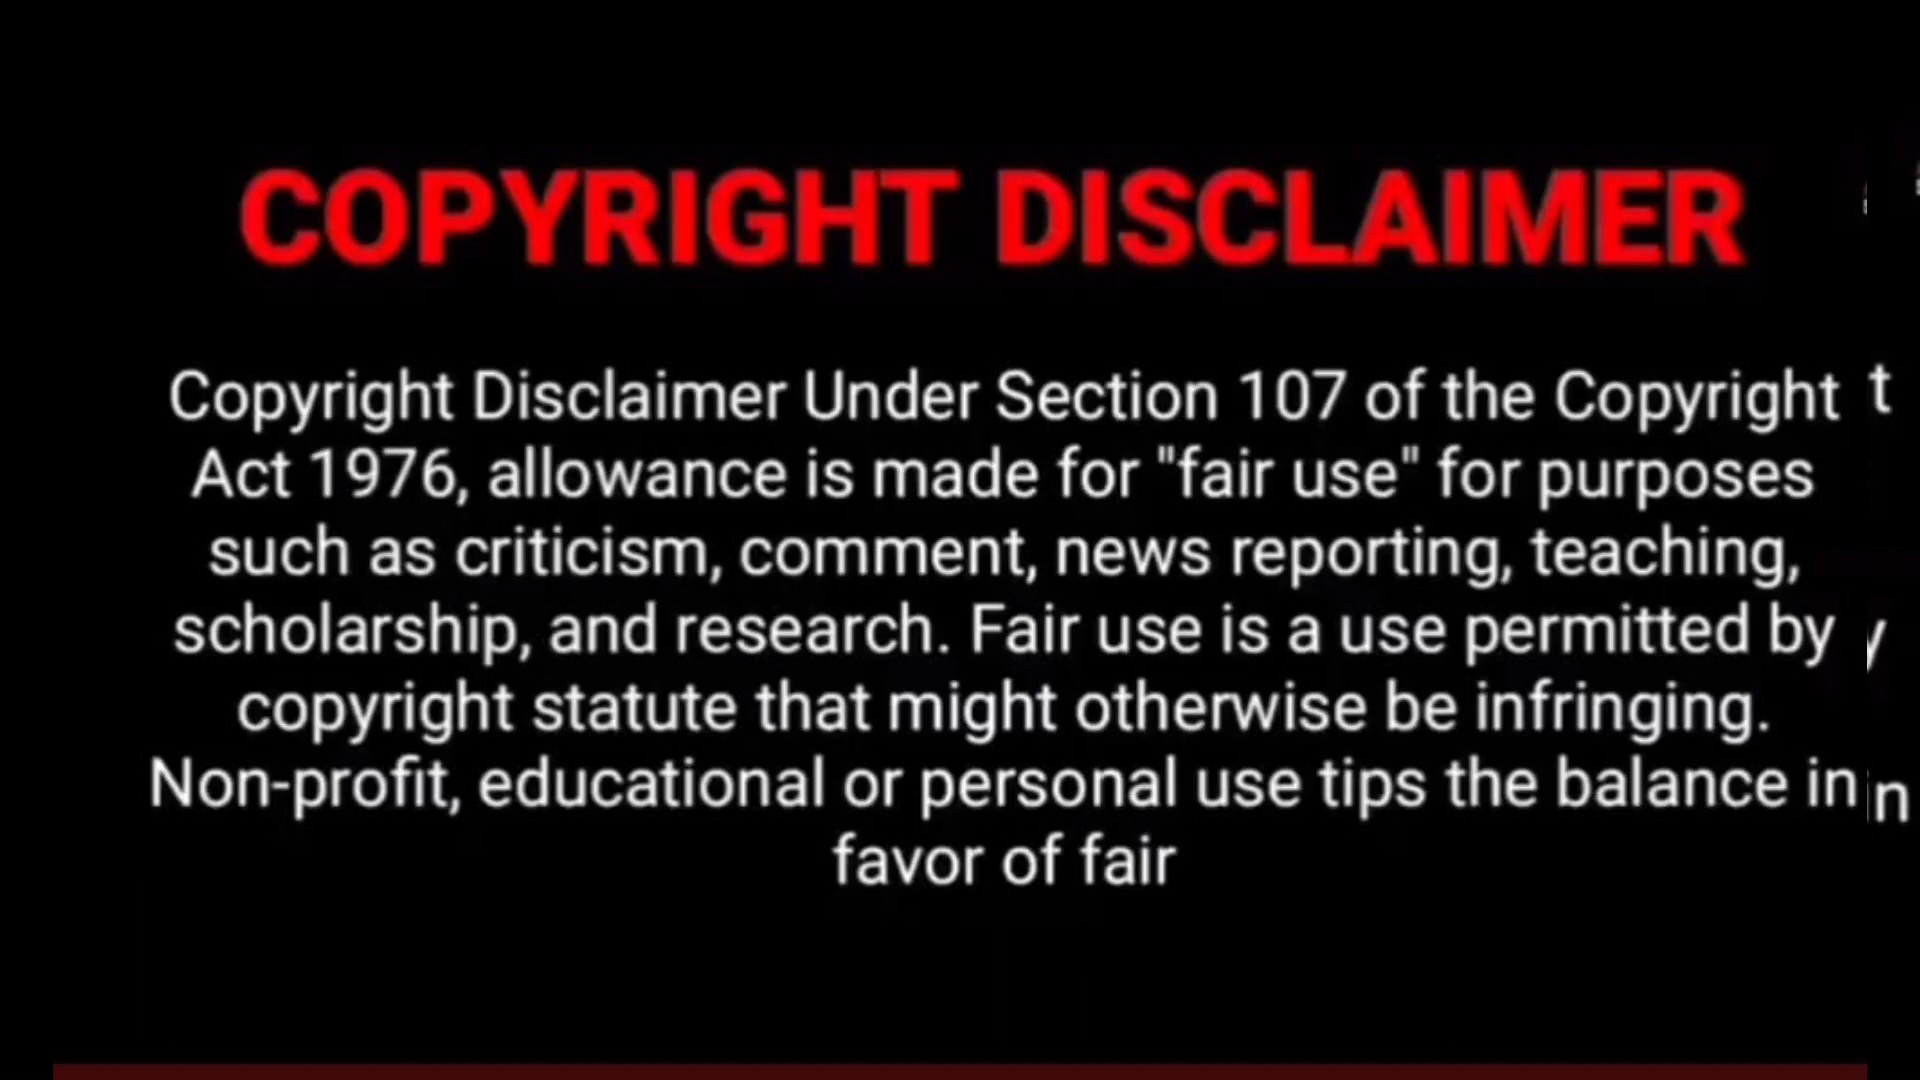 COPYRIGHT DISCLAIMER
Copyright Disclaimer Under Section 107 of the Copyright t
Act 1976, allowance is made for "fair use" for purposes
such as criticism, comment, news reporting, teaching,
scholarship, and research. Fair use is a use permitted by y
copyright statute that might otherwise be infringing.
Non-profit, educational or personal use tips the balance in n
favor of fair